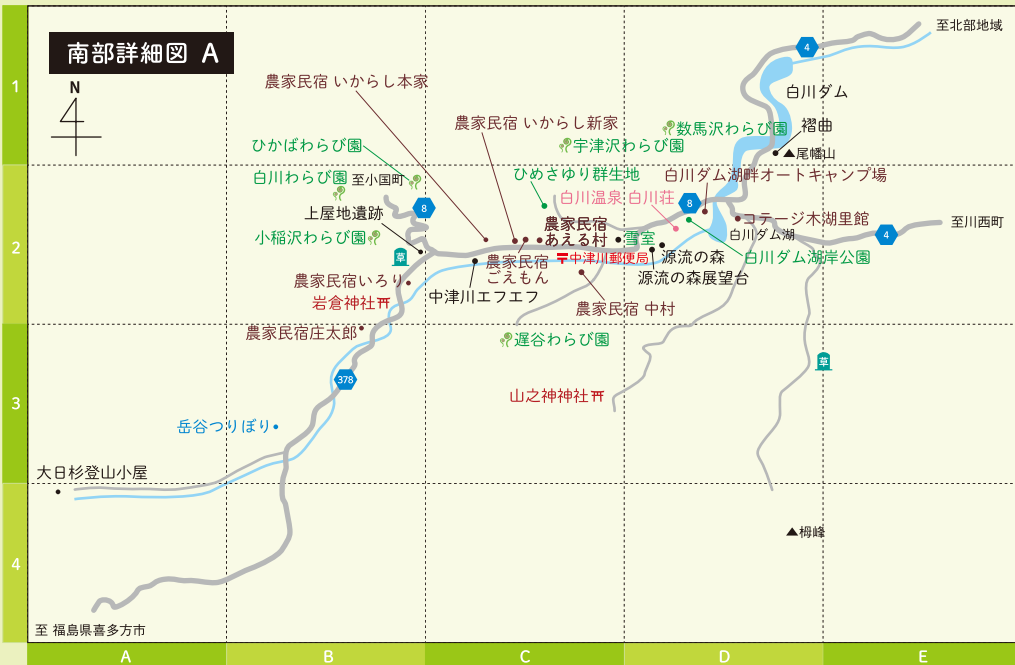 南部詳細図 A
N
1
2
3
4
A
B
C
D
E
至北部地域
4
白川ダム
褶曲
▲尾幡山
農家民宿 いからし本家
農家民宿 いからし新家
数馬沢わらび園
宇津沢わらび園
ひかばわらび園
白川わらび園
至小国町
ひめさゆり群生地
白川ダム湖畔オートキャンプ場
白川温泉 白川荘
8
8
上屋地遺跡
小稲沢わらび園
草
農家民宿
あえる村
雪室
コテージ木湖里館
白川ダム湖
至川西町
4
農家民宿
ごえもん
〒中津川郵便局
源流の森
源流の森展望台
白川ダム湖岸公園
農家民宿いろり
岩倉神社
中津川エフエフ
農家民宿 中村
農家民宿庄太郎
遅谷わらび園
草
378
山之神神社
岳谷つりぼり
大日杉登山小屋
▲栂峰
至 福島県喜多方市